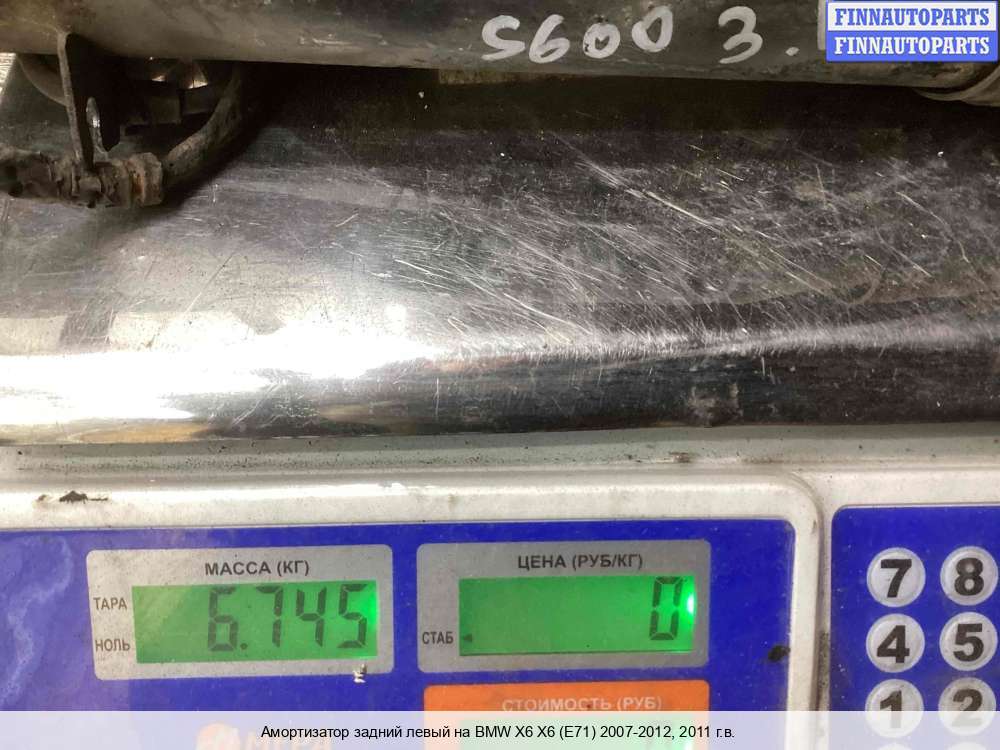 S600 3.
FINNAUTOPARTS
FINNAUTOPARTS
МАССА (КГ)
ЦЕНА (РУБ/КГ)
ТАРА
6.745
0
НОЛЬ
СТАБ
7 8
4 5
1 2
СТОИМОСТЬ (РУБ)
Амортизатор задний левый на BMW X6 X6 (E71) 2007-2012, 2011 г.в.